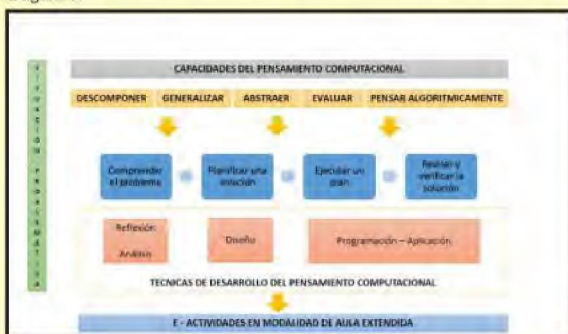 CAPACIDADES DEL PENSAMIENTO COMPUTACIONAL
DESCOMPONER GENERALIZAR ABSTRAER EVALUAR PENSAR ALGORITMICAMENTE
Comprender el problema
Planificar una solución
Ejecutar un plan
Revisar y verificar la solución
Reflexión
Análisis
Diseño
Programación – Aplicación
TECNICAS DE DESARROLLO DEL PENSAMIENTO COMPUTACIONAL
E - ACTIVIDADES EN MODALIDAD DE AULA EXTENDIDA